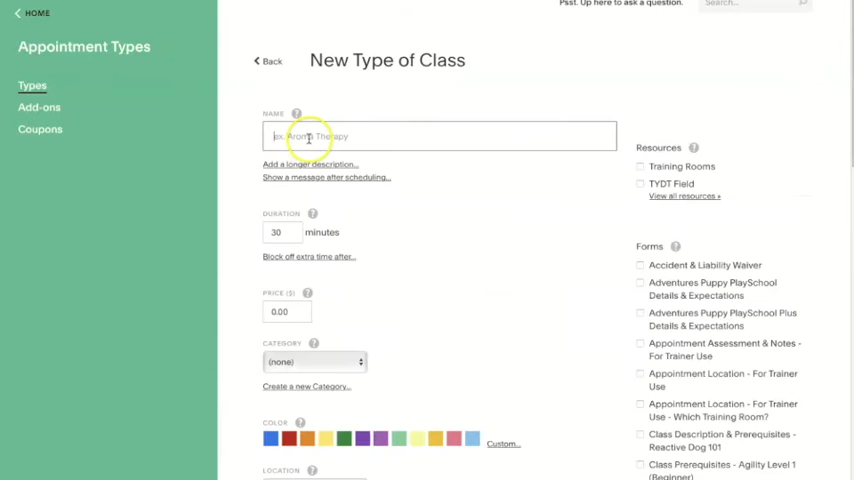 HOME
Psst. Up here to ask a question.
Search...
Appointment Types
Back
New Type of Class
Types
Add-ons
Coupons
NAME ?
ex. Aroma Therapy
Add a longer description...
Show a message after scheduling...
DURATION ?
30 minutes
Block off extra time after...
PRICE ($) ?
0.00
CATEGORY ?
(none)
Create a new Category...
COLOR ?
Custom...
LOCATION ?
Resources ?
Training Rooms
TYDT Field
View all resources »
Forms ?
Accident & Liability Waiver
Adventures Puppy PlaySchool
Details & Expectations
Adventures Puppy PlaySchool Plus
Details & Expectations
Appointment Assessment & Notes -
For Trainer Use
Appointment Location - For Trainer
Use
Appointment Location - For Trainer
Use - Which Training Room?
Class Description & Prerequisites -
Reactive Dog 101
Class Prerequisites - Agility Level 1
(Beginner)